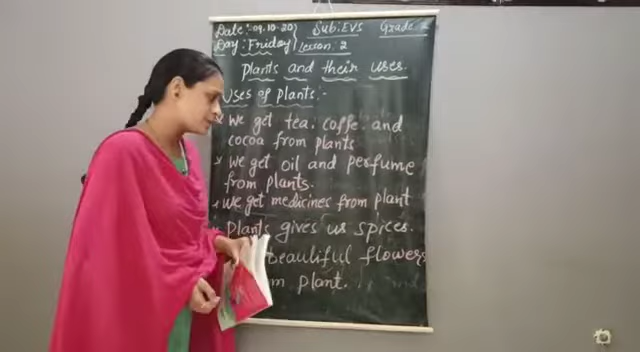 Date :- 09.10.20 Sub: EVS Grade 2
Day : Friday Lesson 2
Plants and their uses.
Uses of plants:-
* We get tea, coffe and
cocoa from plants
* We get oil and perfume
from plants.
* We get medicines from plant
* Plants gives us spices.
beautiful flowers
plant.